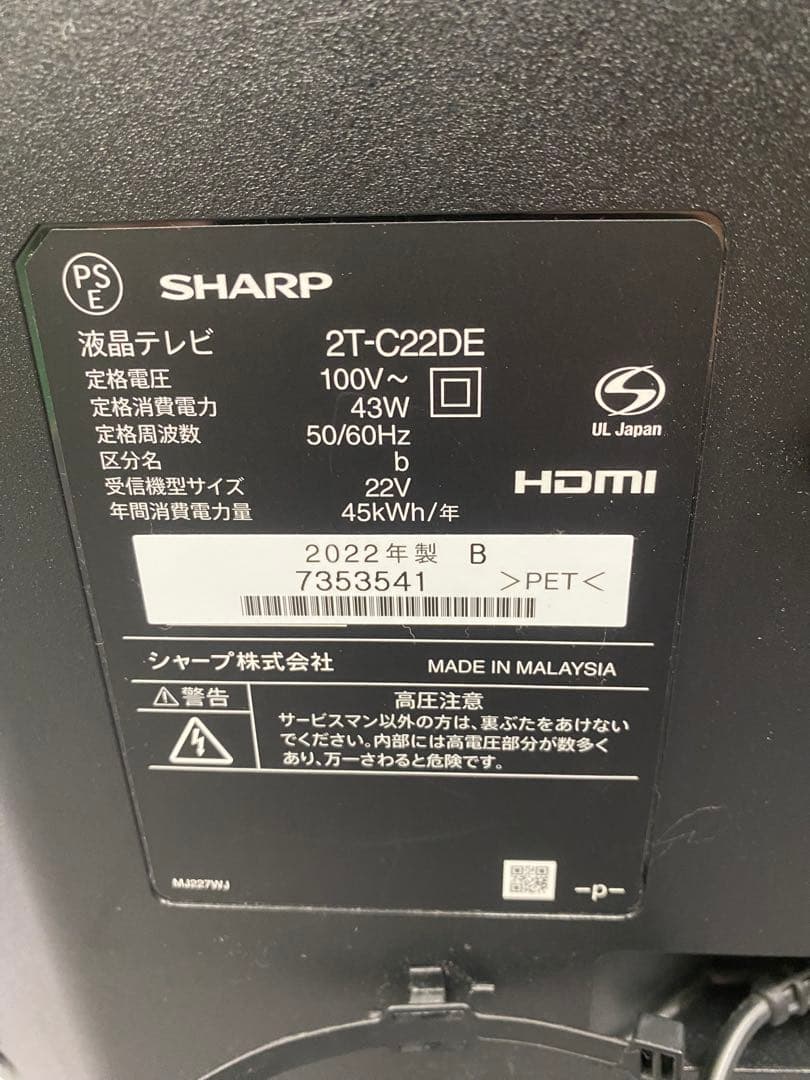 PS
E
SHARP
液晶テレビ 2T-C22DE
定格電圧 100V～
定格消費電力 43W
定格周波数 50/60Hz
区分名 b
受信機型サイズ 22V
年間消費電力量 45kWh/年
UL Japan
HDMI
2022年製 B
7353541 >PET<
シャープ株式会社 MADE IN MALAYSIA
⚠警告 高圧注意
サービスマン以外の方は、裏ぶたをあけない
でください。内部には高電圧部分が数多く
あり、万一さわると危険です。
MJ227WJ
-p-